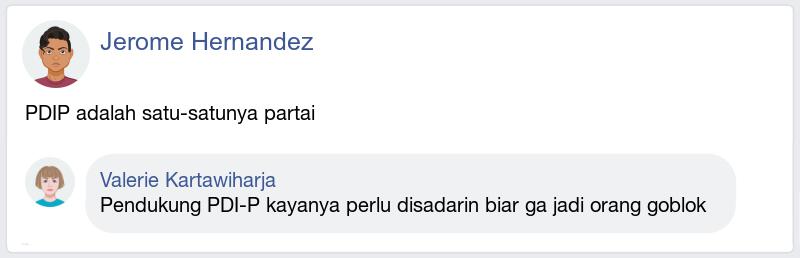 Jerome Hernandez
PDIP adalah satu-satunya partai
Valerie Kartawiharja
Pendukung PDI-P kayanya perlu disadarin biar ga jadi orang goblok